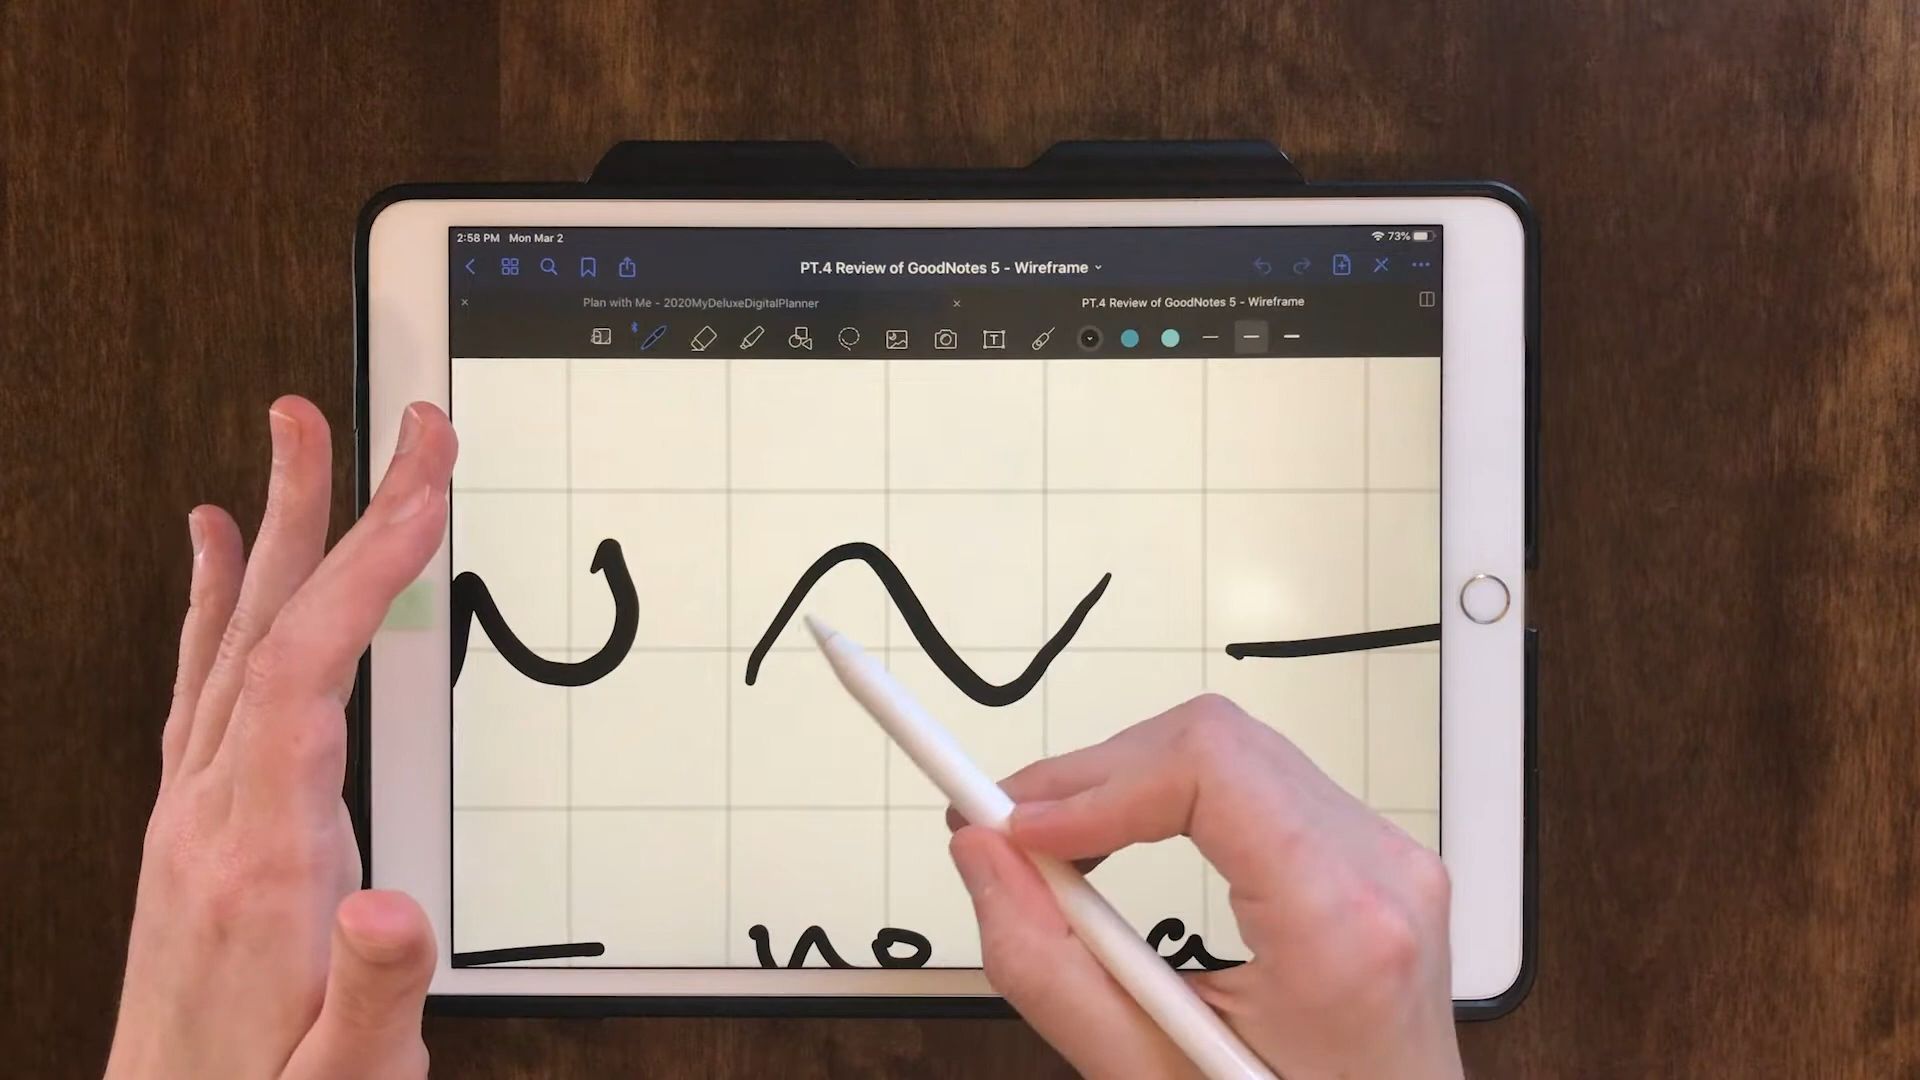 2:58 PM Mon Mar 2 73%
PT.4 Review of GoodNotes 5 - Wireframe
Plan with Me - 2020MyDeluxeDigitalPlanner PT.4 Review of GoodNotes 5 - Wireframe
T
no